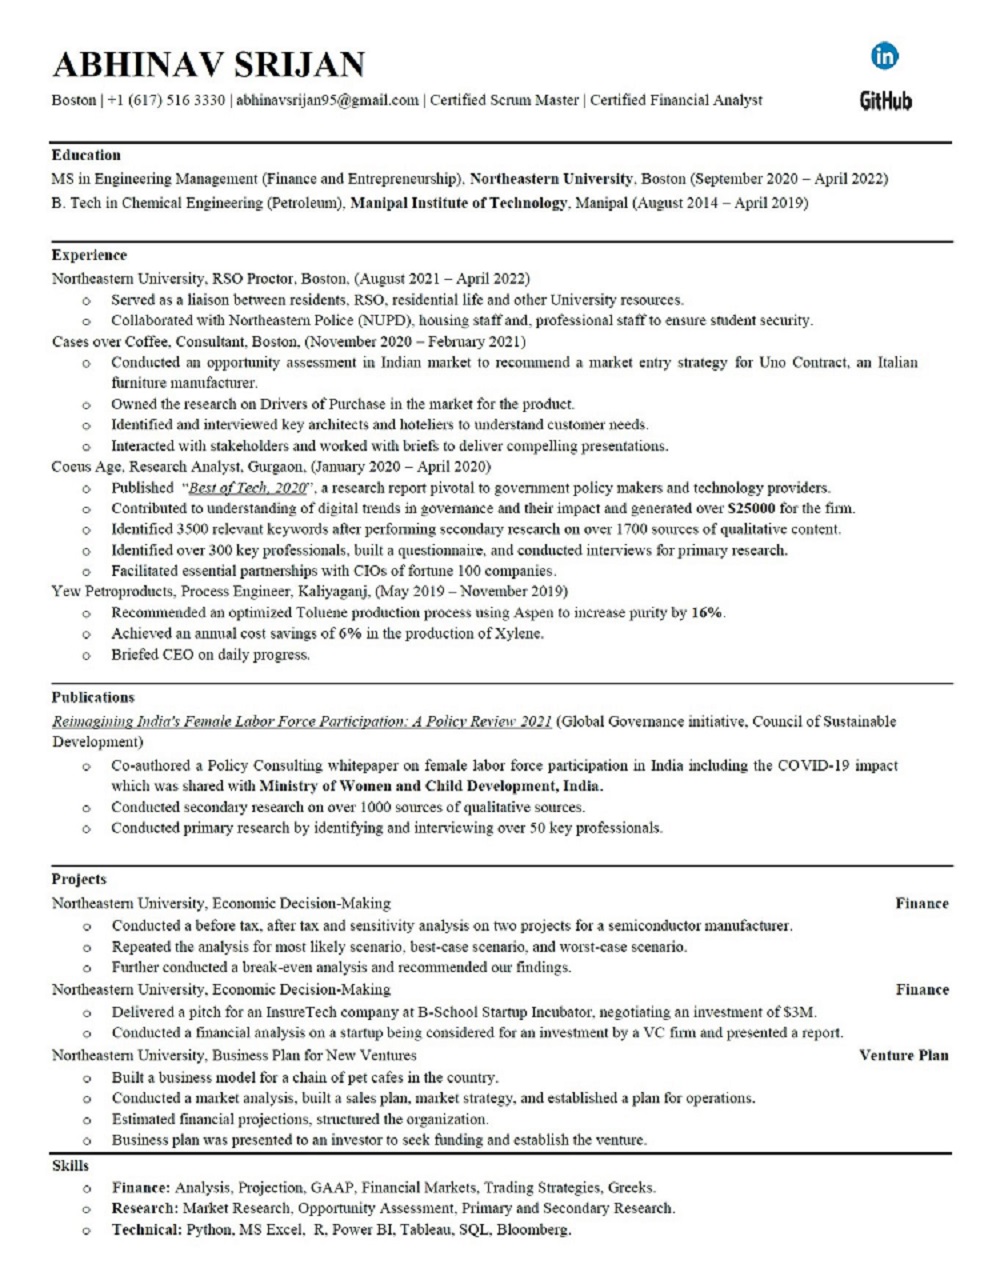 ABHINAV SRIJAN
in
Boston | +1 (617) 516 3330 | abhinavsrijan95@gmail.com | Certified Scrum Master | Certified Financial Analyst
GitHub
Education
MS in Engineering Management (Finance and Entrepreneurship), Northeastern University, Boston (September 2020 – April 2022)
B. Tech in Chemical Engineering (Petroleum), Manipal Institute of Technology, Manipal (August 2014 – April 2019)
Experience
Northeastern University, RSO Proctor, Boston, (August 2021 – April 2022)
o Served as a liaison between residents, RSO, residential life and other University resources.
o Collaborated with Northeastern Police (NUPD), housing staff and, professional staff to ensure student security.
Cases over Coffee, Consultant, Boston, (November 2020 – February 2021)
o Conducted an opportunity assessment in Indian market to recommend a market entry strategy for Uno Contract, an Italian
furniture manufacturer.
o Owned the research on Drivers of Purchase in the market for the product.
o Identified and interviewed key architects and hoteliers to understand customer needs.
o Interacted with stakeholders and worked with briefs to deliver compelling presentations.
Coeus Age, Research Analyst, Gurgaon, (January 2020 – April 2020)
o Published "Best of Tech, 2020", a research report pivotal to government policy makers and technology providers.
o Contributed to understanding of digital trends in governance and their impact and generated over $25000 for the firm.
o Identified 3500 relevant keywords after performing secondary research on over 1700 sources of qualitative content.
o Identified over 300 key professionals, built a questionnaire, and conducted interviews for primary research.
o Facilitated essential partnerships with CIOs of fortune 100 companies.
Yew Petroproducts, Process Engineer, Kaliyaganj, (May 2019 – November 2019)
o Recommended an optimized Toluene production process using Aspen to increase purity by 16%.
o Achieved an annual cost savings of 6% in the production of Xylene.
o Briefed CEO on daily progress.
Publications
Reimagining India's Female Labor Force Participation: A Policy Review 2021 (Global Governance initiative, Council of Sustainable
Development)
o Co-authored a Policy Consulting whitepaper on female labor force participation in India including the COVID-19 impact
which was shared with Ministry of Women and Child Development, India.
o Conducted secondary research on over 1000 sources of qualitative sources.
o Conducted primary research by identifying and interviewing over 50 key professionals.
Projects
Northeastern University, Economic Decision-Making Finance
o Conducted a before tax, after tax and sensitivity analysis on two projects for a semiconductor manufacturer.
o Repeated the analysis for most likely scenario, best-case scenario, and worst-case scenario.
o Further conducted a break-even analysis and recommended our findings.
Northeastern University, Economic Decision-Making Finance
o Delivered a pitch for an InsureTech company at B-School Startup Incubator, negotiating an investment of $3M.
o Conducted a financial analysis on a startup being considered for an investment by a VC firm and presented a report.
Northeastern University, Business Plan for New Ventures Venture Plan
o Built a business model for a chain of pet cafes in the country.
o Conducted a market analysis, built a sales plan, market strategy, and established a plan for operations.
o Estimated financial projections, structured the organization.
o Business plan was presented to an investor to seek funding and establish the venture.
Skills
o Finance: Analysis, Projection, GAAP, Financial Markets, Trading Strategies, Greeks.
o Research: Market Research, Opportunity Assessment, Primary and Secondary Research.
o Technical: Python, MS Excel, R, Power BI, Tableau, SQL, Bloomberg.